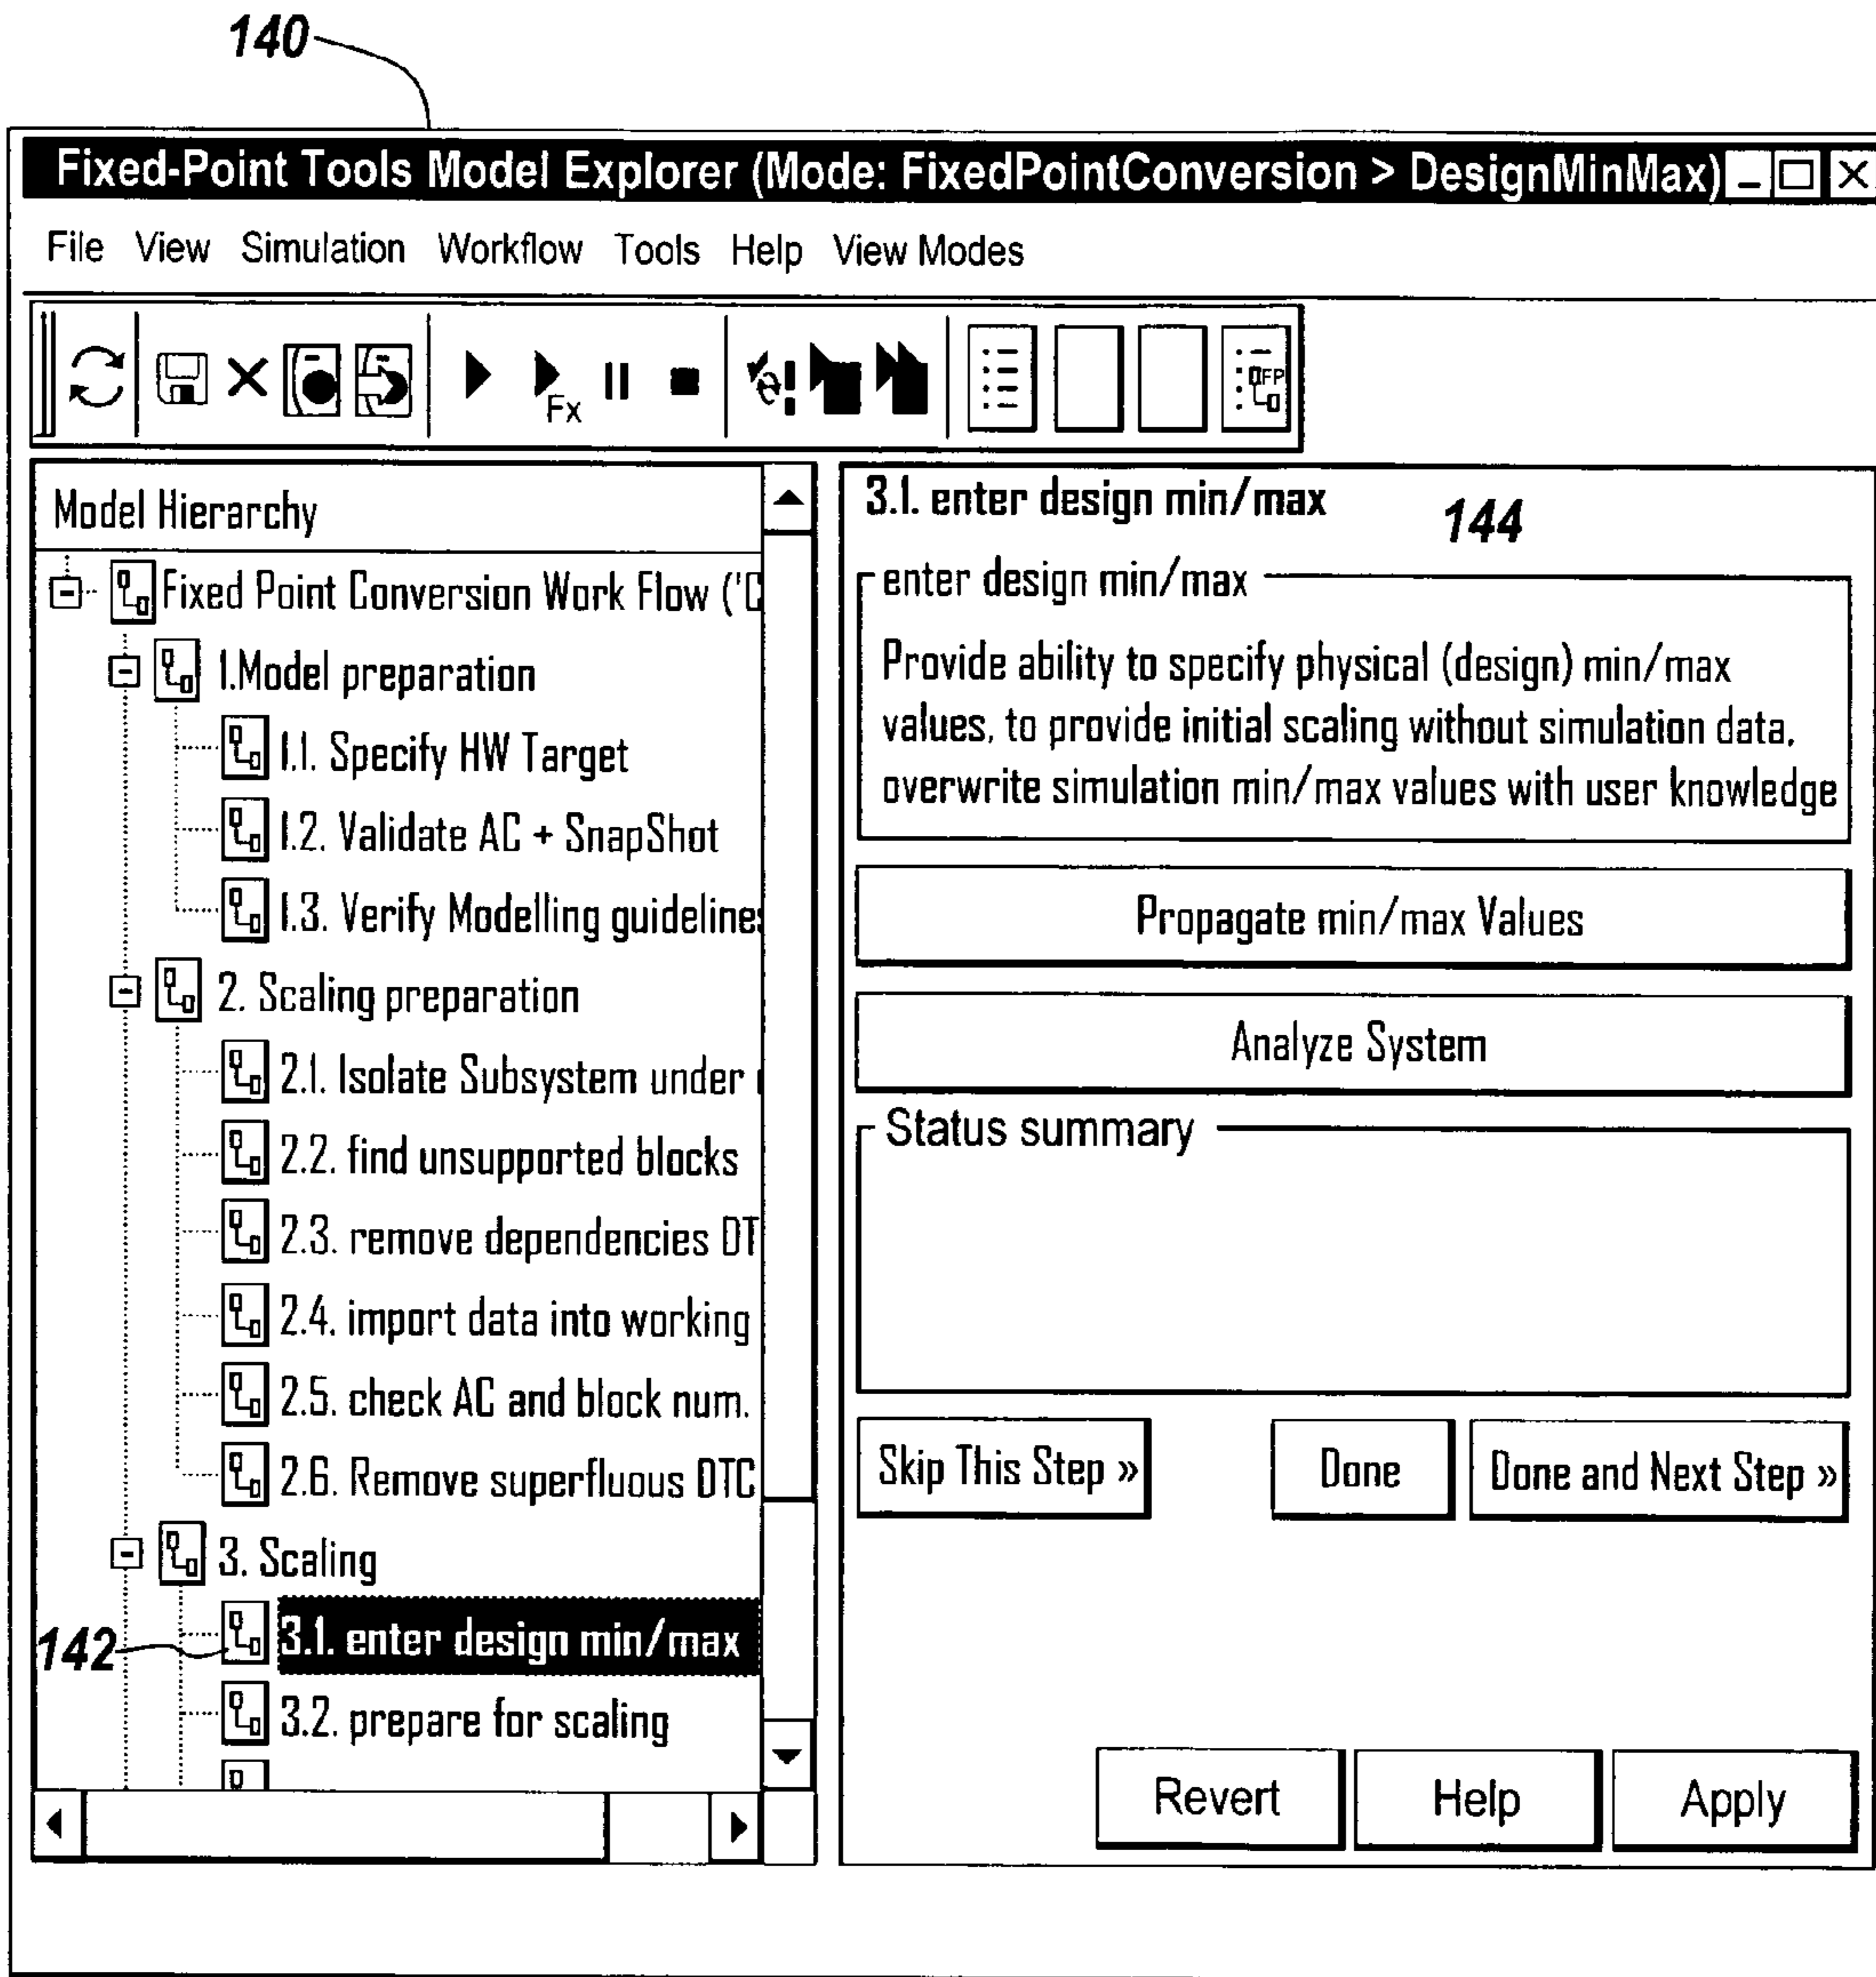 140
Fixed-Point Tools Model Explorer (Mode: FixedPointConversion > DesignMinMax)
File View Simulation Workflow Tools Help View Modes
Fx
FP
Model Hierarchy
Fixed Point Conversion Work Flow ('C
1.Model preparation
1.1. Specify HW Target
1.2. Validate AC + SnapShot
1.3. Verify Modelling guidelines
2. Scaling preparation
2.1. Isolate Subsystem under
2.2. find unsupported blocks
2.3. remove dependencies DT
2.4. import data into working
2.5. check AC and block num.
2.6. Remove superfluous DTC
3. Scaling
142
3.1. enter design min/max
3.2. prepare for scaling
3.1. enter design min/max
144
enter design min/max
Provide ability to specify physical (design) min/max
values, to provide initial scaling without simulation data,
overwrite simulation min/max values with user knowledge
Propagate min/max Values
Analyze System
Status summary
Skip This Step »
Done
Done and Next Step »
Revert
Help
Apply